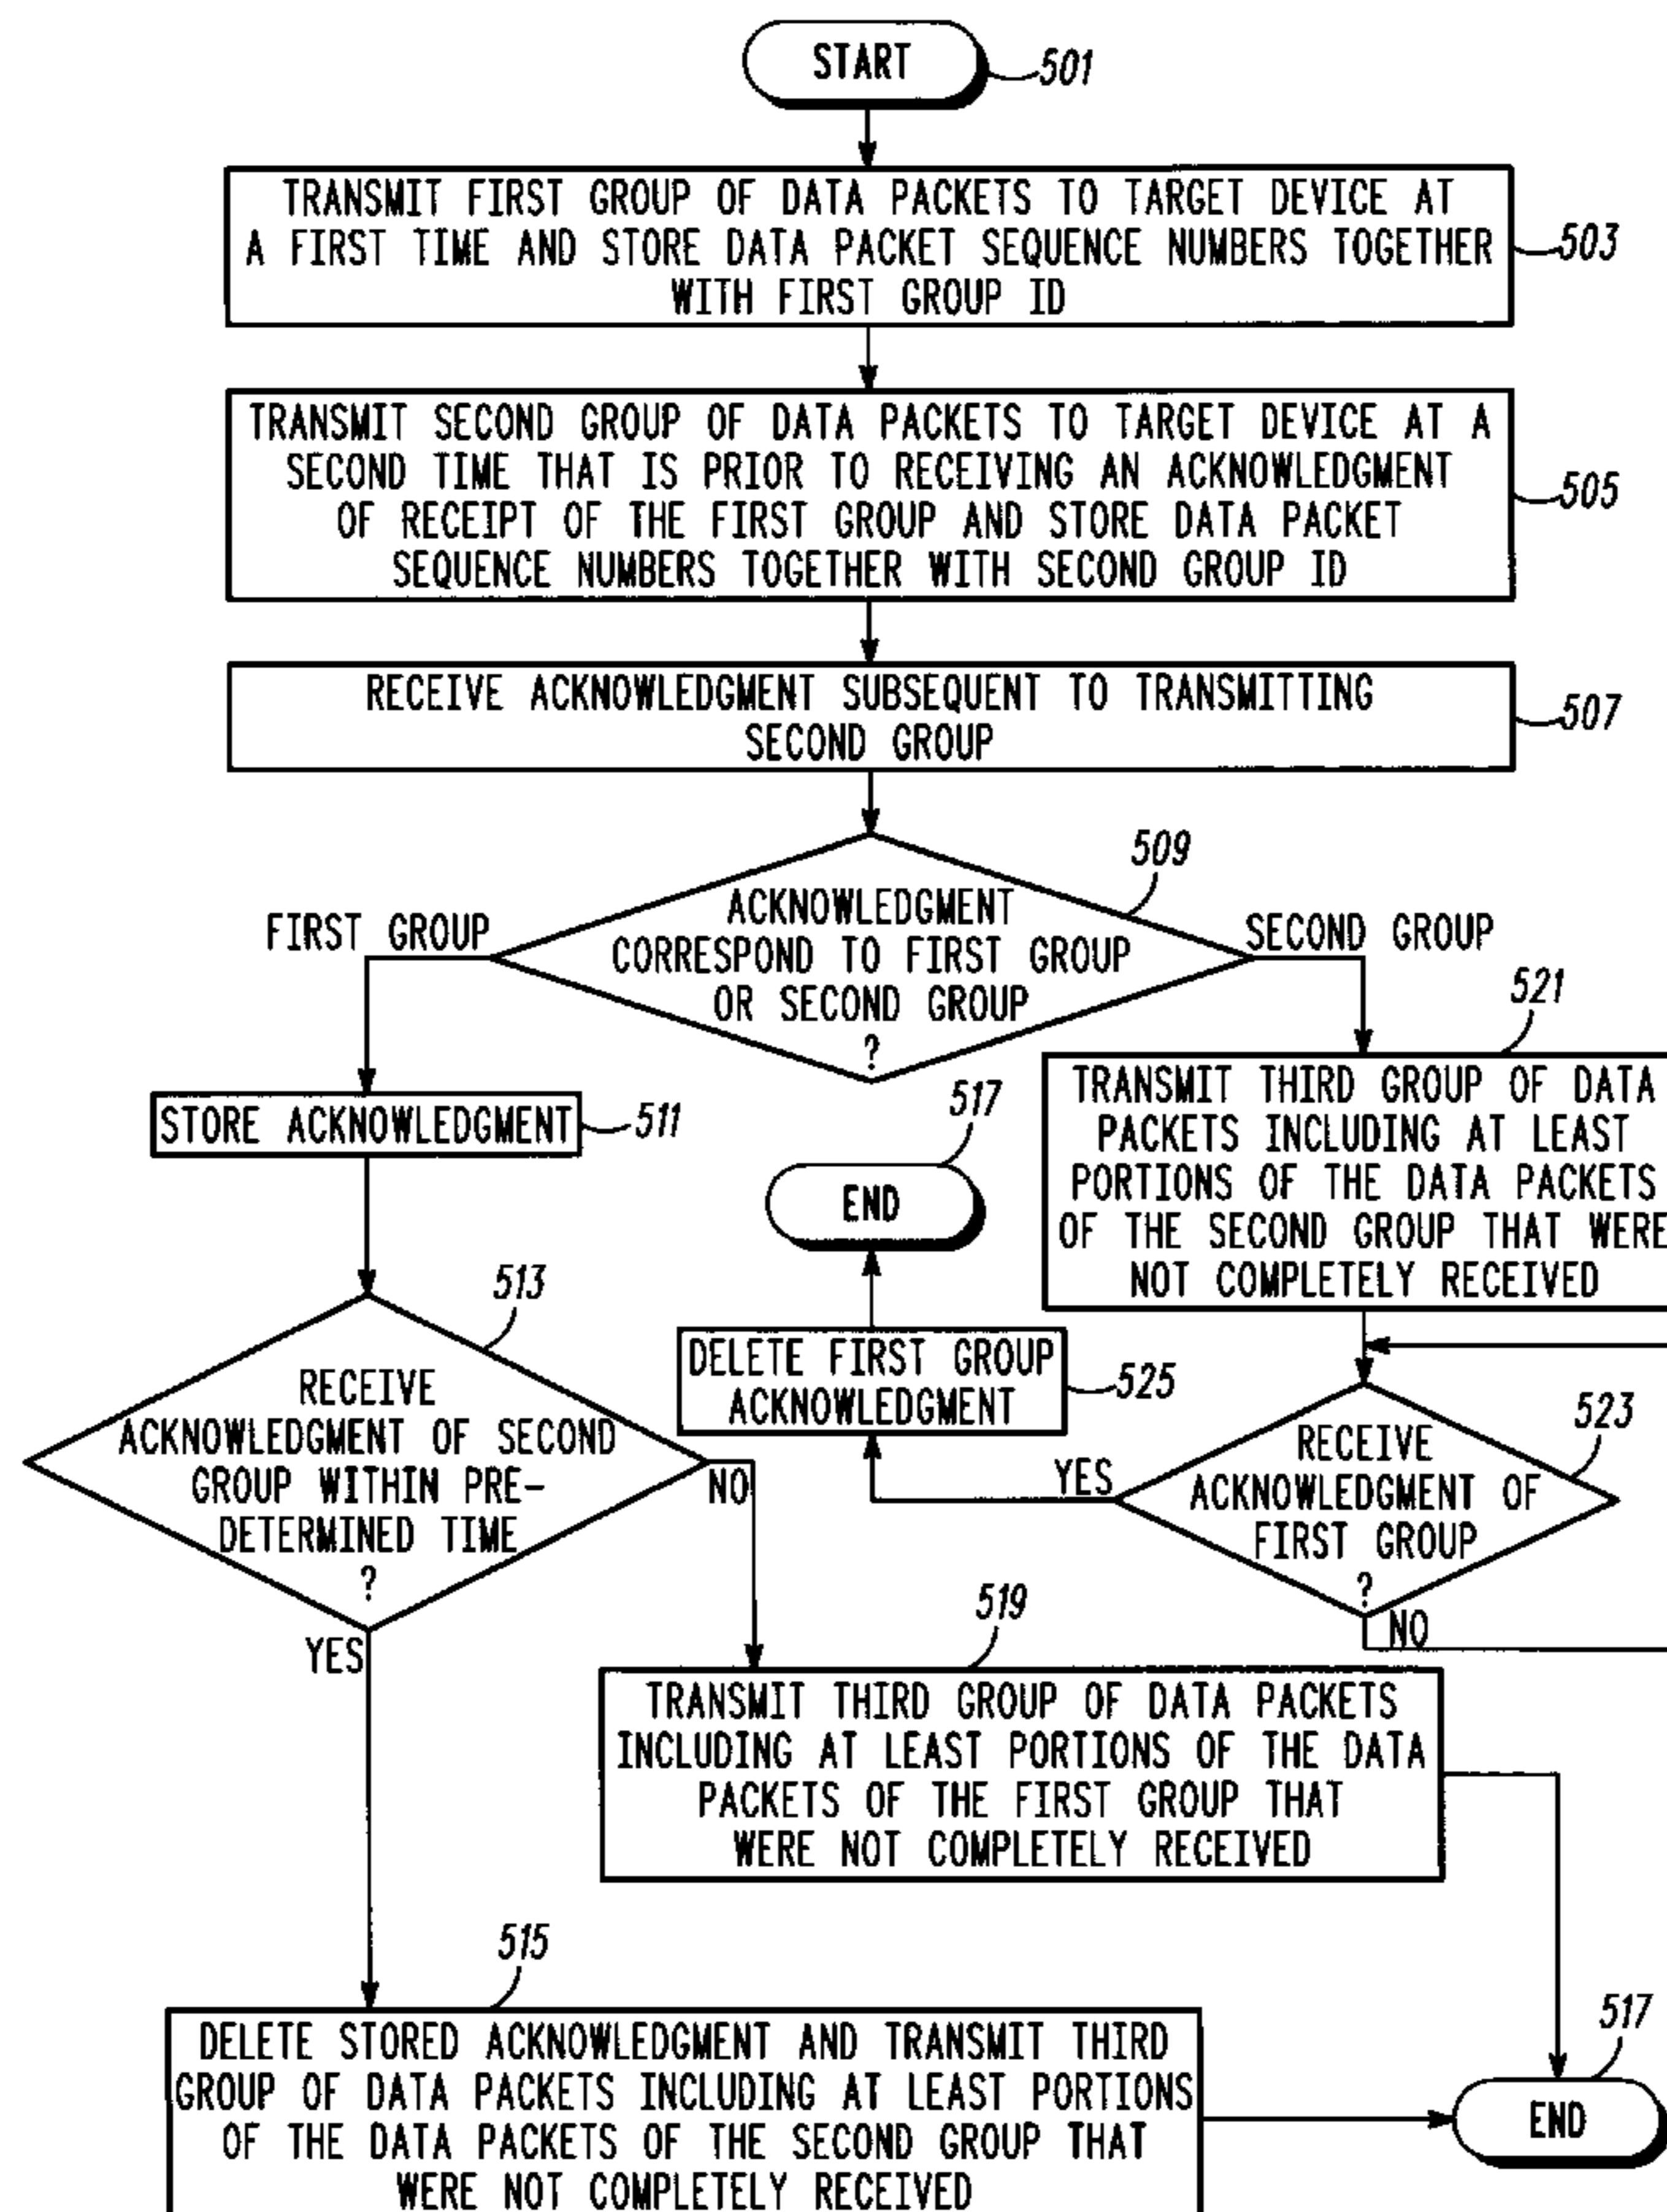 START
501
TRANSMIT FIRST GROUP OF DATA PACKETS TO TARGET DEVICE AT
A FIRST TIME AND STORE DATA PACKET SEQUENCE NUMBERS TOGETHER
WITH FIRST GROUP ID
503
TRANSMIT SECOND GROUP OF DATA PACKETS TO TARGET DEVICE AT A
SECOND TIME THAT IS PRIOR TO RECEIVING AN ACKNOWLEDGMENT
OF RECEIPT OF THE FIRST GROUP AND STORE DATA PACKET
SEQUENCE NUMBERS TOGETHER WITH SECOND GROUP ID
505
RECEIVE ACKNOWLEDGMENT SUBSEQUENT TO TRANSMITTING
SECOND GROUP
507
509
ACKNOWLEDGMENT
CORRESPOND TO FIRST GROUP
OR SECOND GROUP
?
FIRST GROUP
SECOND GROUP
STORE ACKNOWLEDGMENT
511
521
TRANSMIT THIRD GROUP OF DATA
PACKETS INCLUDING AT LEAST
PORTIONS OF THE DATA PACKETS
OF THE SECOND GROUP THAT WERE
NOT COMPLETELY RECEIVED
517
END
DELETE FIRST GROUP
ACKNOWLEDGMENT
525
513
RECEIVE
ACKNOWLEDGMENT OF SECOND
GROUP WITHIN PRE-
DETERMINED TIME
?
NO
YES
523
RECEIVE
ACKNOWLEDGMENT OF
FIRST GROUP
?
YES
NO
519
TRANSMIT THIRD GROUP OF DATA PACKETS
INCLUDING AT LEAST PORTIONS OF THE DATA
PACKETS OF THE FIRST GROUP THAT
WERE NOT COMPLETELY RECEIVED
515
DELETE STORED ACKNOWLEDGMENT AND TRANSMIT THIRD
GROUP OF DATA PACKETS INCLUDING AT LEAST PORTIONS
OF THE DATA PACKETS OF THE SECOND GROUP THAT
WERE NOT COMPLETELY RECEIVED
517
END